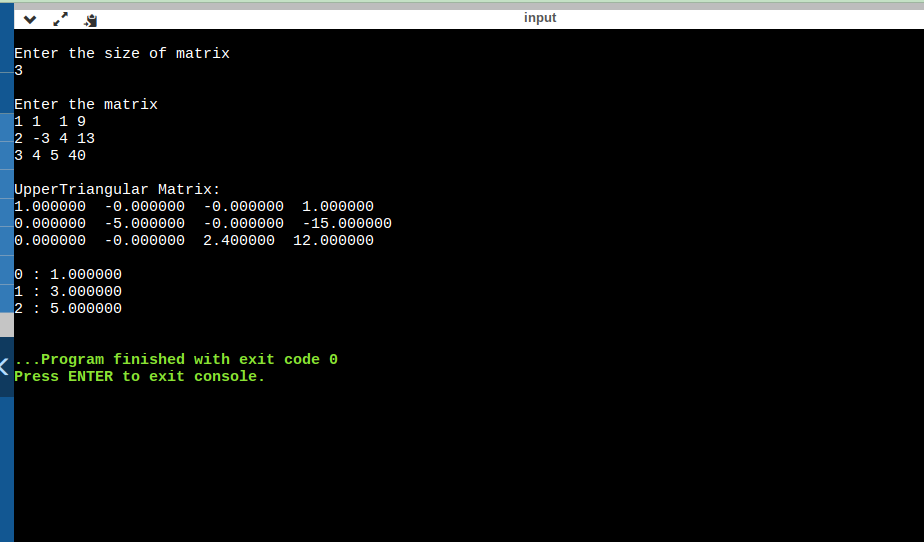 input
Enter the size of matrix
3
Enter the matrix
1 1  1 9
2 -3 4 13
3 4 5 40
UpperTriangular Matrix:
1.000000  -0.000000  -0.000000  1.000000
0.000000  -5.000000  -0.000000  -15.000000
0.000000  -0.000000  2.400000  12.000000
0 : 1.000000
1 : 3.000000
2 : 5.000000
...Program finished with exit code 0
Press ENTER to exit console.